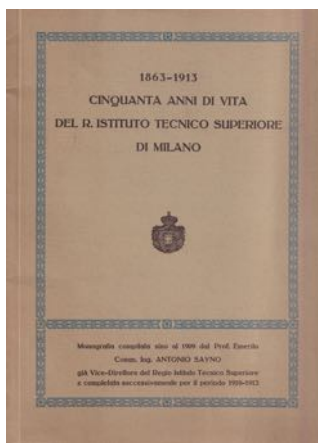 1863-1913
CINQUANTA ANNI DI VITA
DEL R. ISTITUTO TECNICO SUPERIORE
DI MILANO
Monografia compilata sino al 1909 dal Prof. Emerito
Comm. Ing. ANTONIO SAYNO
già Vice-Direttore del Regio Istituto Tecnico Superiore
e completata successivamente per il periodo 1910-1913